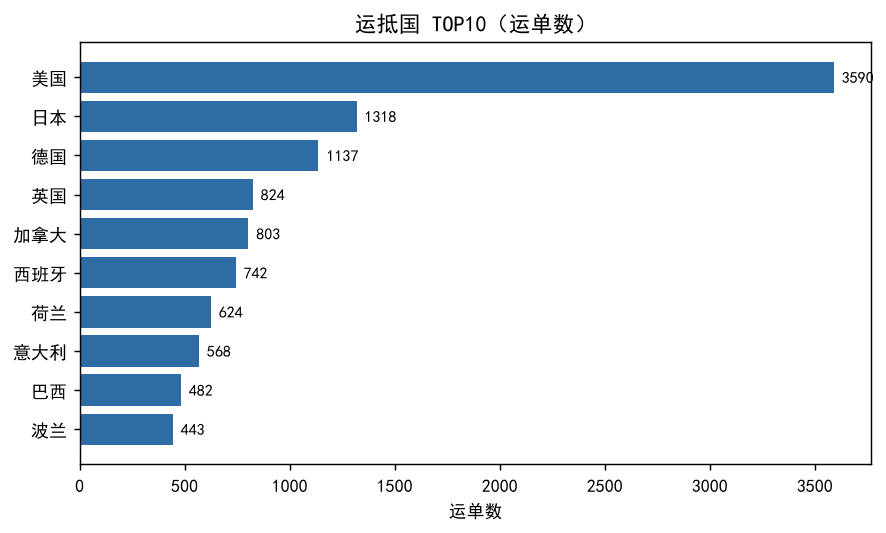 运抵国 TOP10（运单数）
美国 3590
日本 1318
德国 1137
英国 824
加拿大 803
西班牙 742
荷兰 624
意大利 568
巴西 482
波兰 443
0 500 1000 1500 2000 2500 3000 3500
运单数